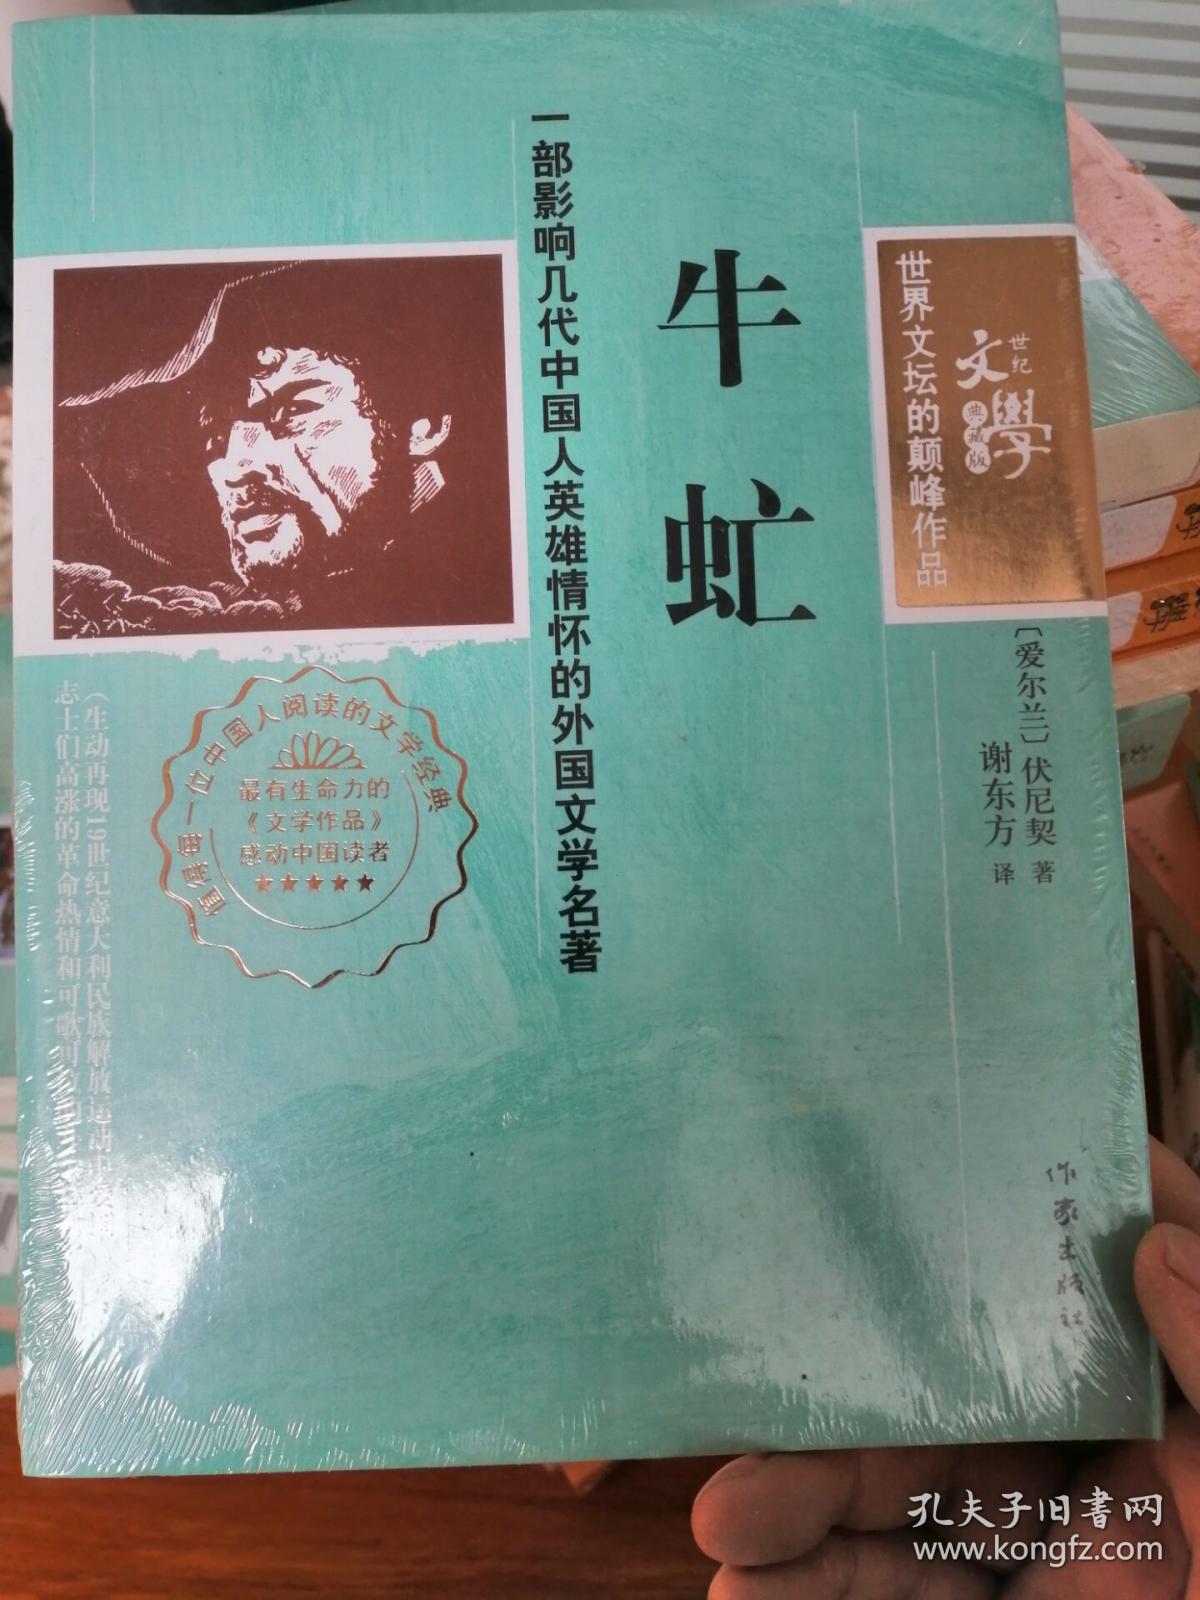 世界文坛的颠峰作品
世纪
文學
典藏版
〔爱尔兰〕伏尼契 著
谢东方 译
牛虻
一部影响几代中国人英雄情怀的外国文学名著
值得每一位中国人阅读的文学经典
最有生命力的
《文学作品》
感动中国读者
（生动再现19世纪意大利民族解放运动中
志士们高涨的革命热情和可歌可
作家出版社
孔夫子旧书网
www.kongfz.com